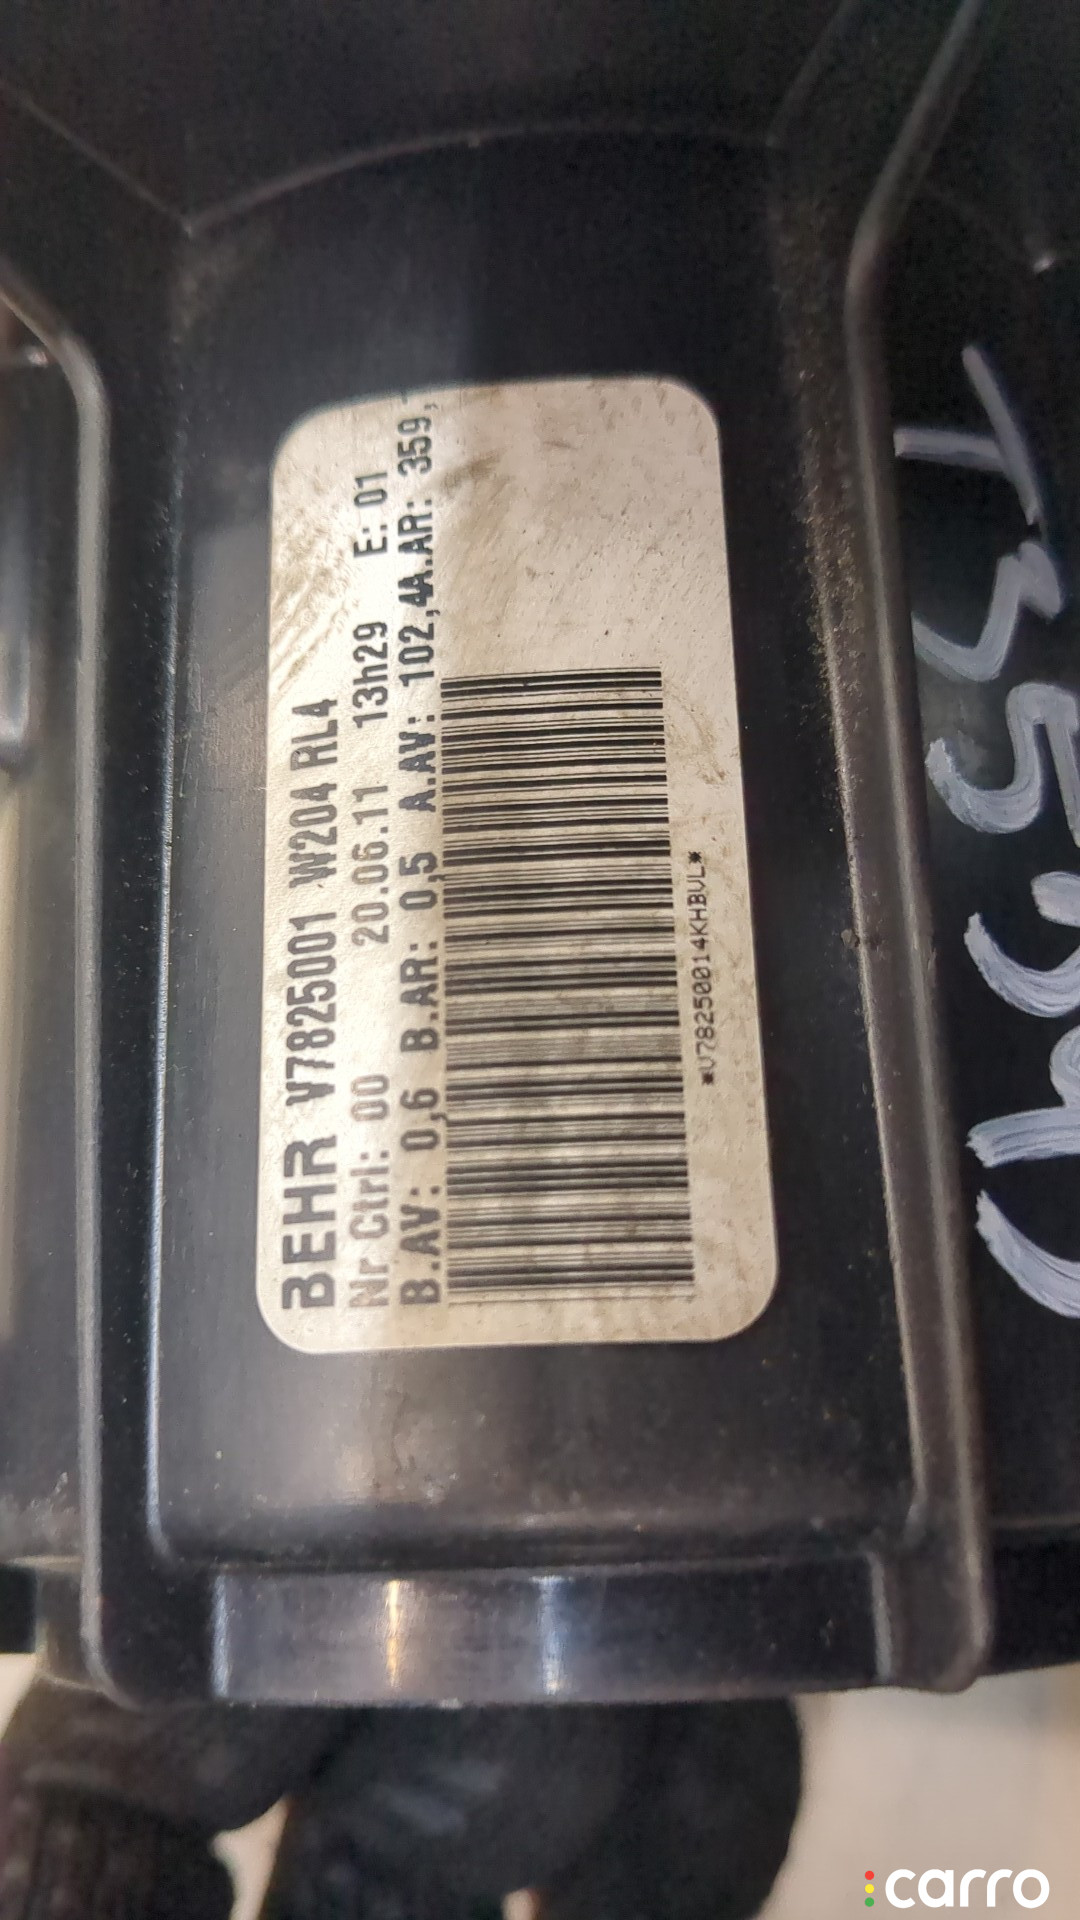 BEHR V7825001 W204 RL4
Nr Ctrl: 00 20.06.11 13h29 E: 01
B.AV: 0,6 B.AR: 0,5 A.AV: 102,4A.AR: 359,
*V78250014KHBVL*
carro